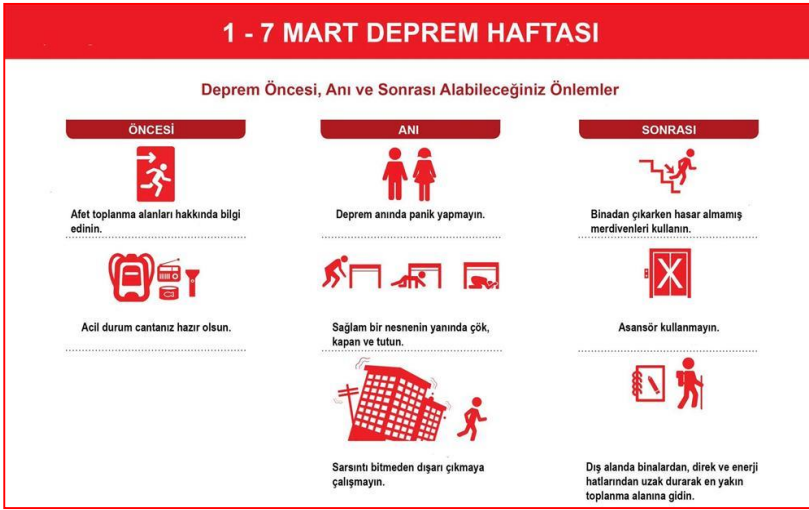 1 - 7 MART DEPREM HAFTASI
Deprem Öncesi, Anı ve Sonrası Alabileceğiniz Önlemler
ÖNCESİ
Afet toplanma alanları hakkında bilgi
edinin.
Acil durum cantanız hazır olsun.
ANI
Deprem anında panik yapmayın.
Sağlam bir nesnenin yanında çök,
kapan ve tutun.
Sarsıntı bitmeden dışarı çıkmaya
çalışmayın.
SONRASI
Binadan çıkarken hasar almamış
merdivenleri kullanın.
Asansör kullanmayın.
Dış alanda binalardan, direk ve enerji
hatlarından uzak durarak en yakın
toplanma alanına gidin.